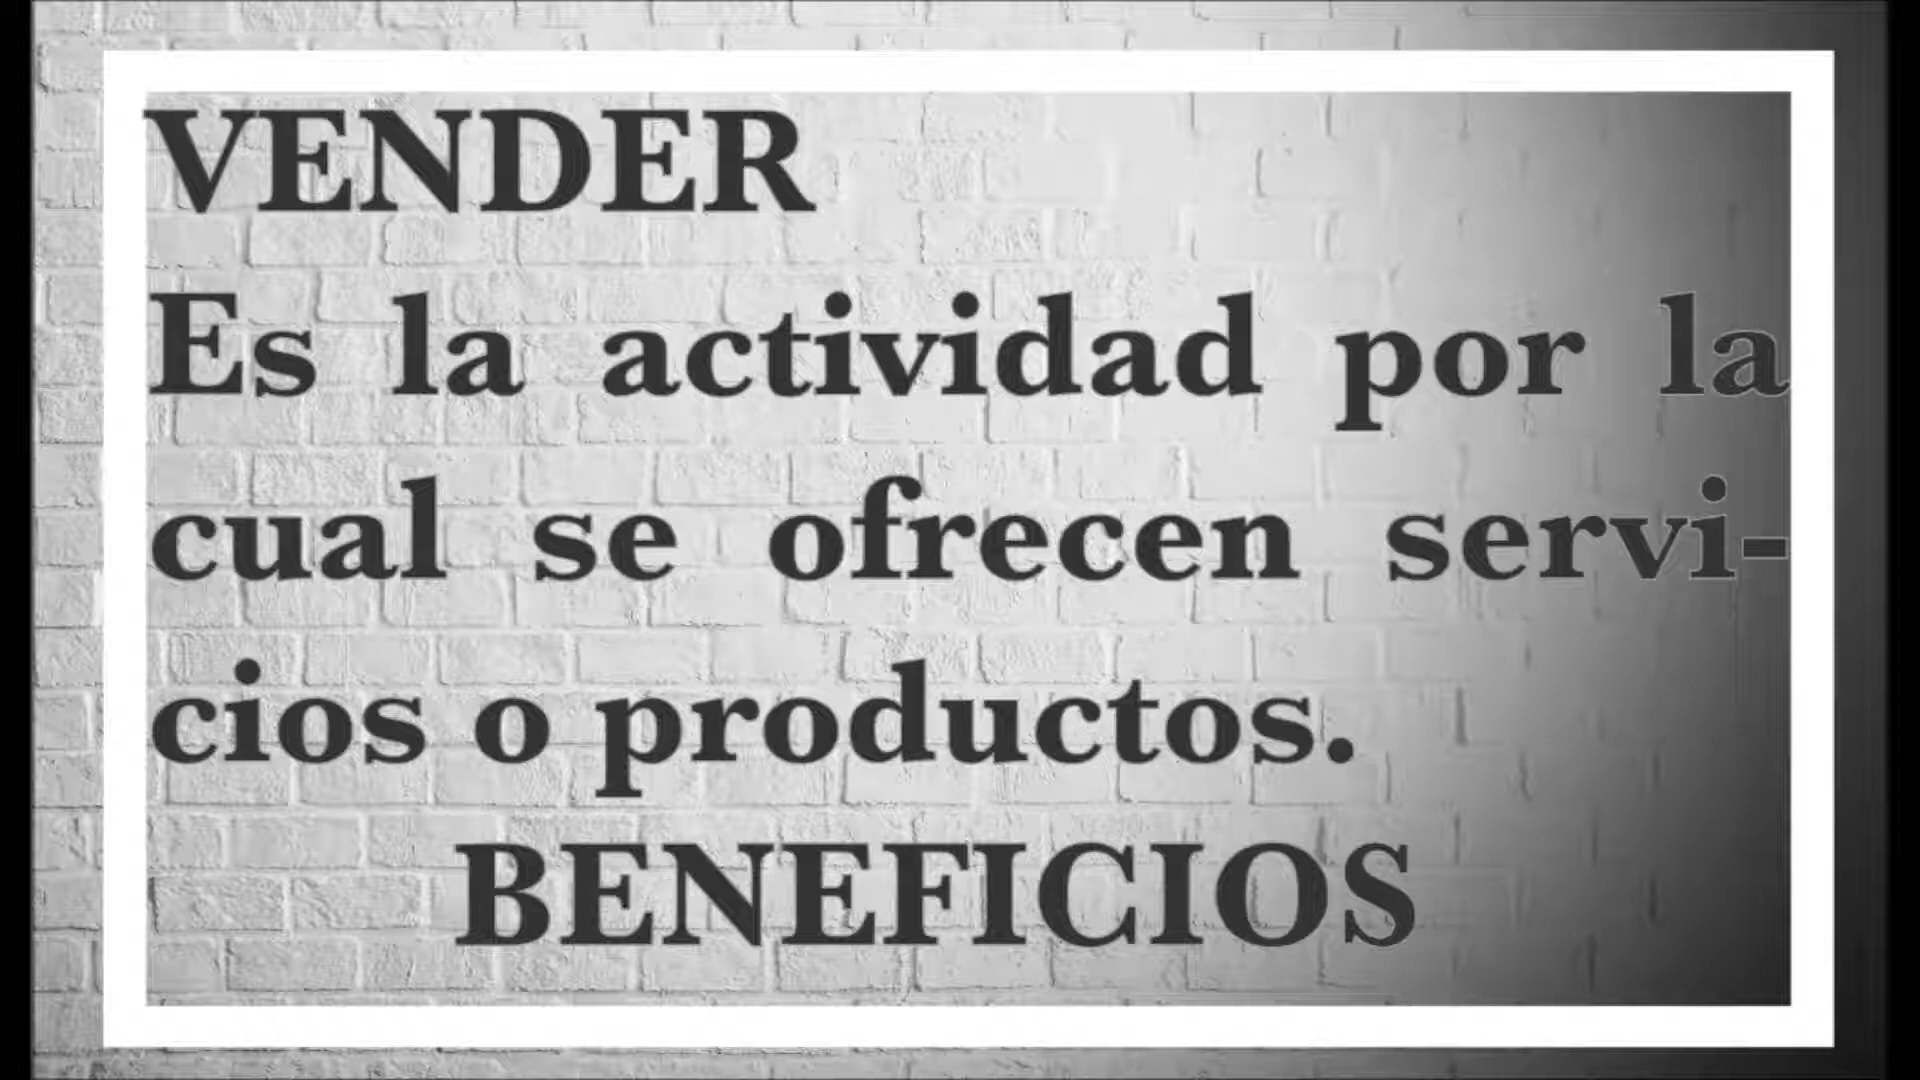 VENDER
Es la actividad por la
cual se ofrecen servi-
cios o productos.
BENEFICIOS